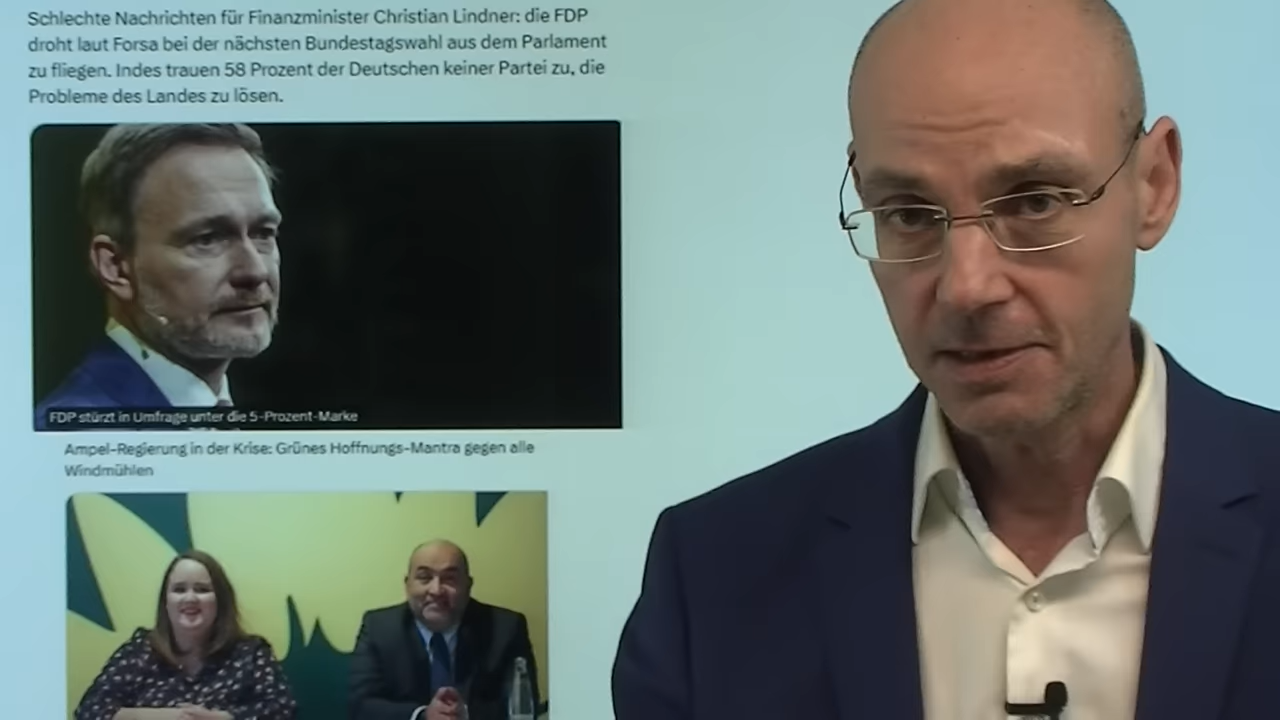 Schlechte Nachrichten für Finanzminister Christian Lindner: die FDP
droht laut Forsa bei der nächsten Bundestagswahl aus dem Parlament
zu fliegen. Indes trauen 58 Prozent der Deutschen keiner Partei zu, die
Probleme des Landes zu lösen.
FDP stürzt in Umfrage unter die 5-Prozent-Marke
Ampel-Regierung in der Krise: Grünes Hoffnungs-Mantra gegen alle
Windmühlen